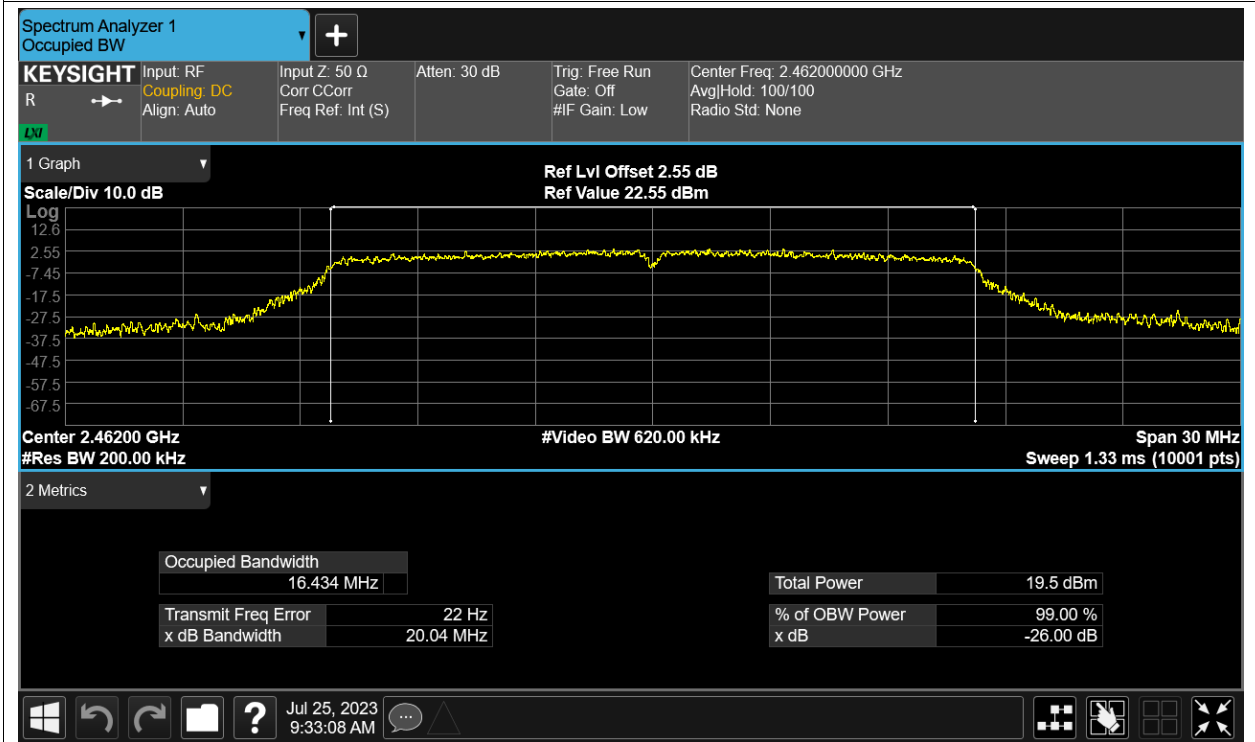 Spectrum Analyzer 1
Occupied BW
KEYSIGHT
R
LXI
Input: RF
Coupling: DC
Align: Auto
Input Z: 50 Ω
Corr CCorr
Freq Ref: Int (S)
Atten: 30 dB
Trig: Free Run
Gate: Off
#IF Gain: Low
Center Freq: 2.462000000 GHz
Avg|Hold: 100/100
Radio Std: None
1 Graph
Scale/Div 10.0 dB
Ref Lvl Offset 2.55 dB
Ref Value 22.55 dBm
Log
12.6
2.55
-7.45
-17.5
-27.5
-37.5
-47.5
-57.5
-67.5
Center 2.46200 GHz
#Video BW 620.00 kHz
Span 30 MHz
#Res BW 200.00 kHz
Sweep 1.33 ms (10001 pts)
2 Metrics
Occupied Bandwidth
16.434 MHz
Transmit Freq Error 22 Hz
x dB Bandwidth 20.04 MHz
Total Power 19.5 dBm
% of OBW Power 99.00 %
x dB -26.00 dB
?
Jul 25, 2023
9:33:08 AM